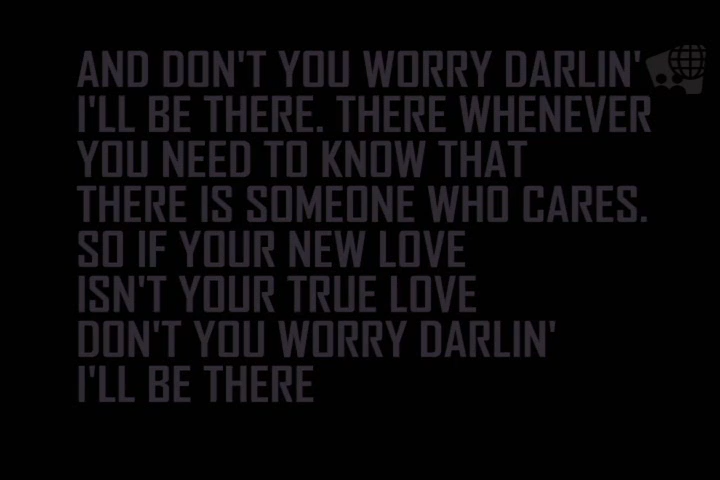 AND DON'T YOU WORRY DARLIN'
I'LL BE THERE. THERE WHENEVER
YOU NEED TO KNOW THAT
THERE IS SOMEONE WHO CARES.
SO IF YOUR NEW LOVE
ISN'T YOUR TRUE LOVE
DON'T YOU WORRY DARLIN'
I'LL BE THERE